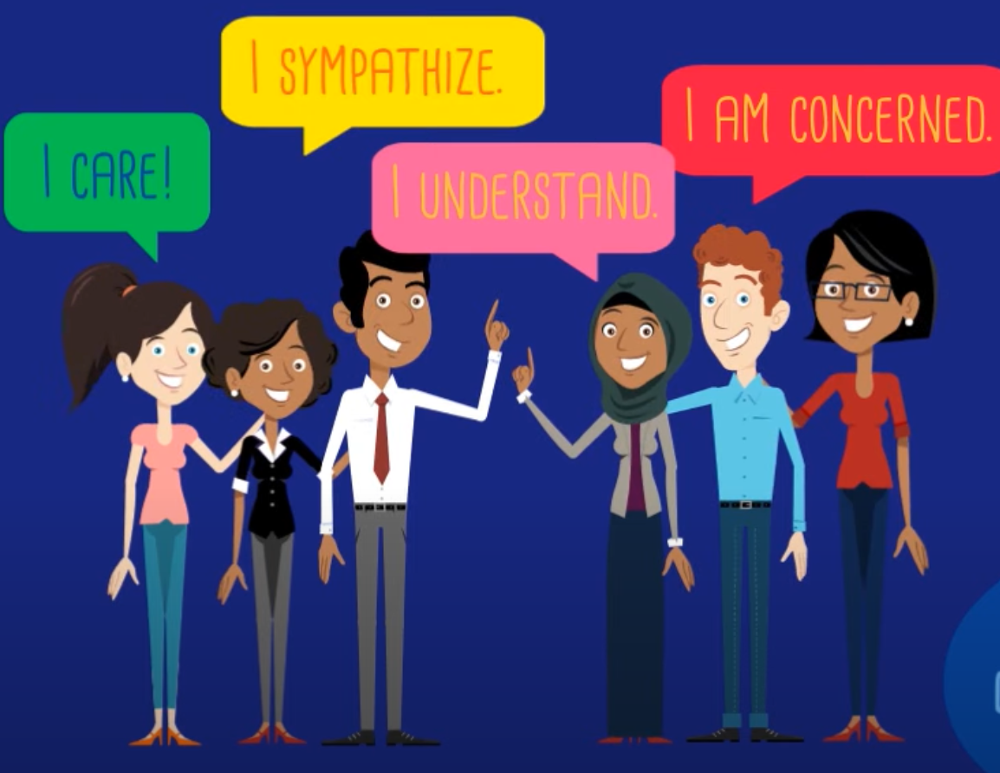 I SYMPATHIZE.
I AM CONCERNED.
I CARE!
I UNDERSTAND.